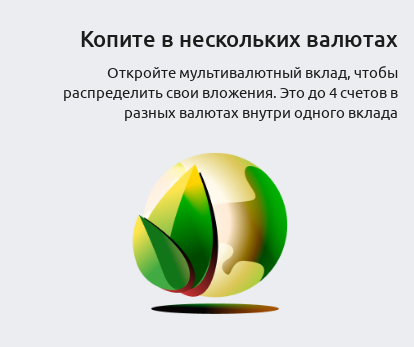 Копите в нескольких валютах
Откройте мультивалютный вклад, чтобы
распределить свои вложения. Это до 4 счетов в
разных валютах внутри одного вклада